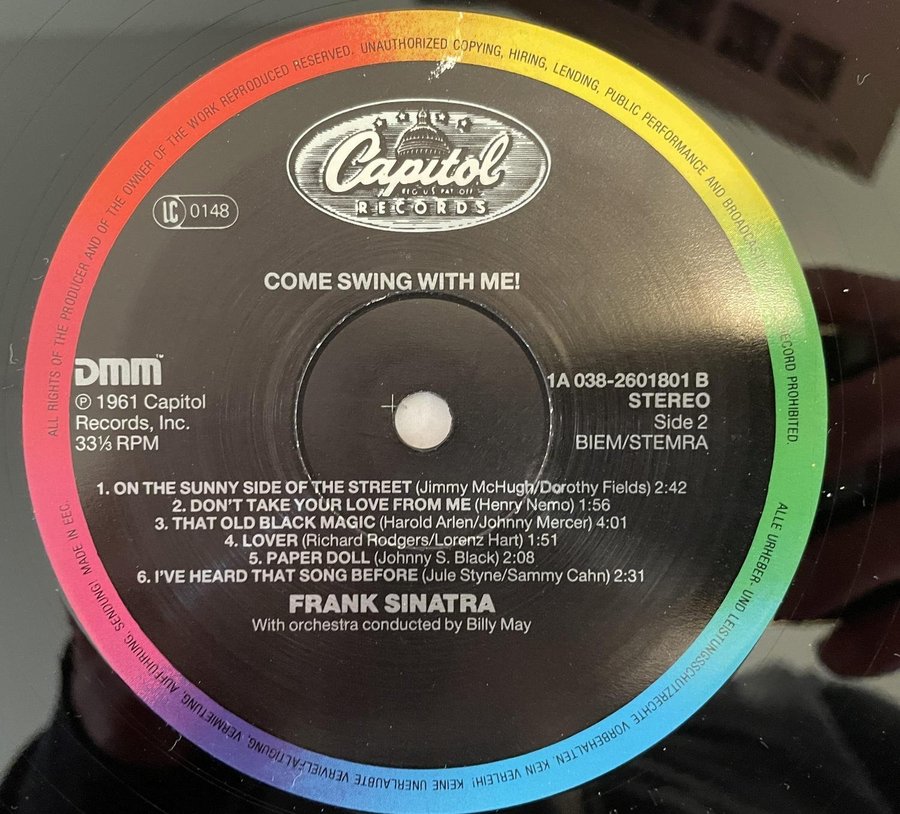 ALL RIGHTS OF THE PRODUCER AND OF THE OWNER OF THE WORK REPRODUCED RESERVED. UNAUTHORIZED COPYING, HIRING, LENDING, PUBLIC PERFORMANCE AND BROADCAS RECORD PROHIBITED.
Capitol
REG. U.S. PAT. OFF.
RECORDS
LC 0148
COME SWING WITH ME!
DMM™
℗ 1961 Capitol
Records, Inc.
33⅓ RPM
1A 038-2601801 B
STEREO
Side 2
BIEM/STEMRA
1. ON THE SUNNY SIDE OF THE STREET (Jimmy McHugh/Dorothy Fields) 2:42
2. DON'T TAKE YOUR LOVE FROM ME (Henry Nemo) 1:56
3. THAT OLD BLACK MAGIC (Harold Arlen/Johnny Mercer) 4:01
4. LOVER (Richard Rodgers/Lorenz Hart) 1:51
5. PAPER DOLL (Johnny S. Black) 2:08
6. I'VE HEARD THAT SONG BEFORE (Jule Styne/Sammy Cahn) 2:31
FRANK SINATRA
With orchestra conducted by Billy May
ALLE URHEBER- UND LEISTUNGSSCHUTZRECHTE VORBEHALTEN. KEIN VERLEIH! KEINE UNERLAUBTE VERVIELFÄLTIGUNG, VERMIETUNG, AUFFÜHRUNG, SENDUNG! MADE IN EEC.